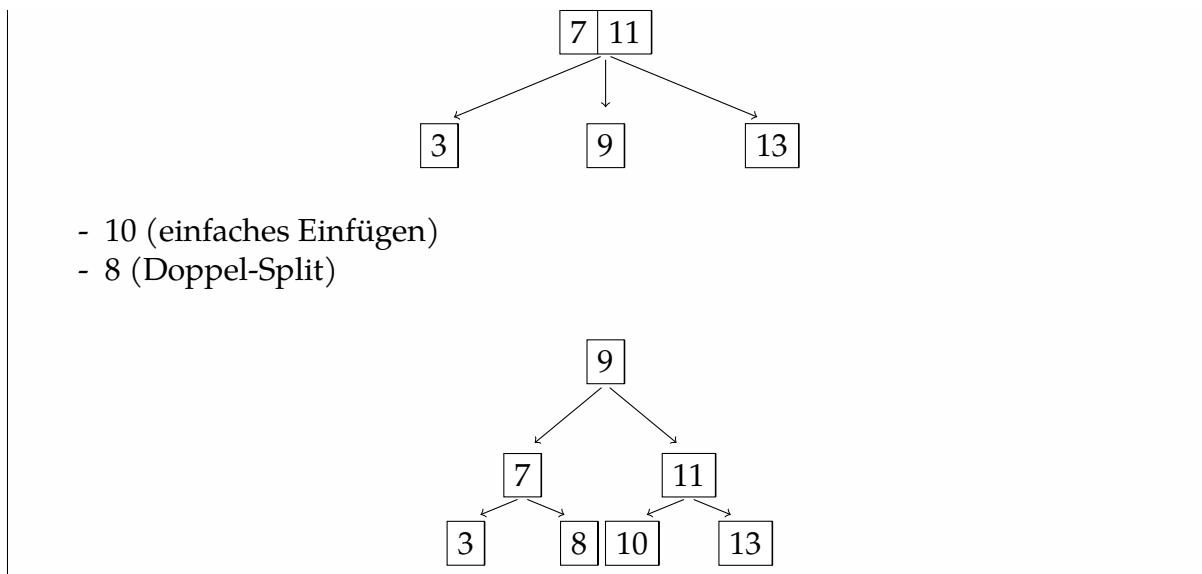 7 11
3 9 13
- 10 (einfaches Einfügen)
- 8 (Doppel-Split)
9
7 11
3 8 10 13